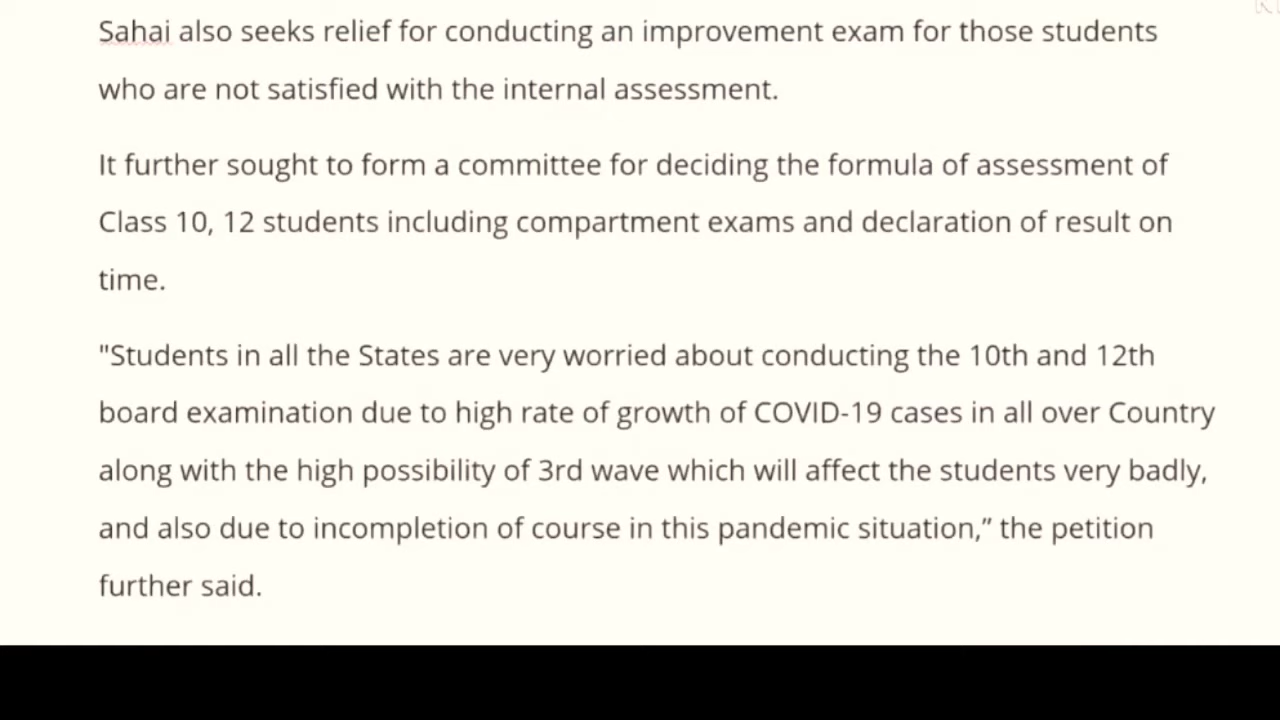 Sahai also seeks relief for conducting an improvement exam for those students
who are not satisfied with the internal assessment.
It further sought to form a committee for deciding the formula of assessment of
Class 10, 12 students including compartment exams and declaration of result on
time.
"Students in all the States are very worried about conducting the 10th and 12th
board examination due to high rate of growth of COVID-19 cases in all over Country
along with the high possibility of 3rd wave which will affect the students very badly,
and also due to incompletion of course in this pandemic situation,” the petition
further said.